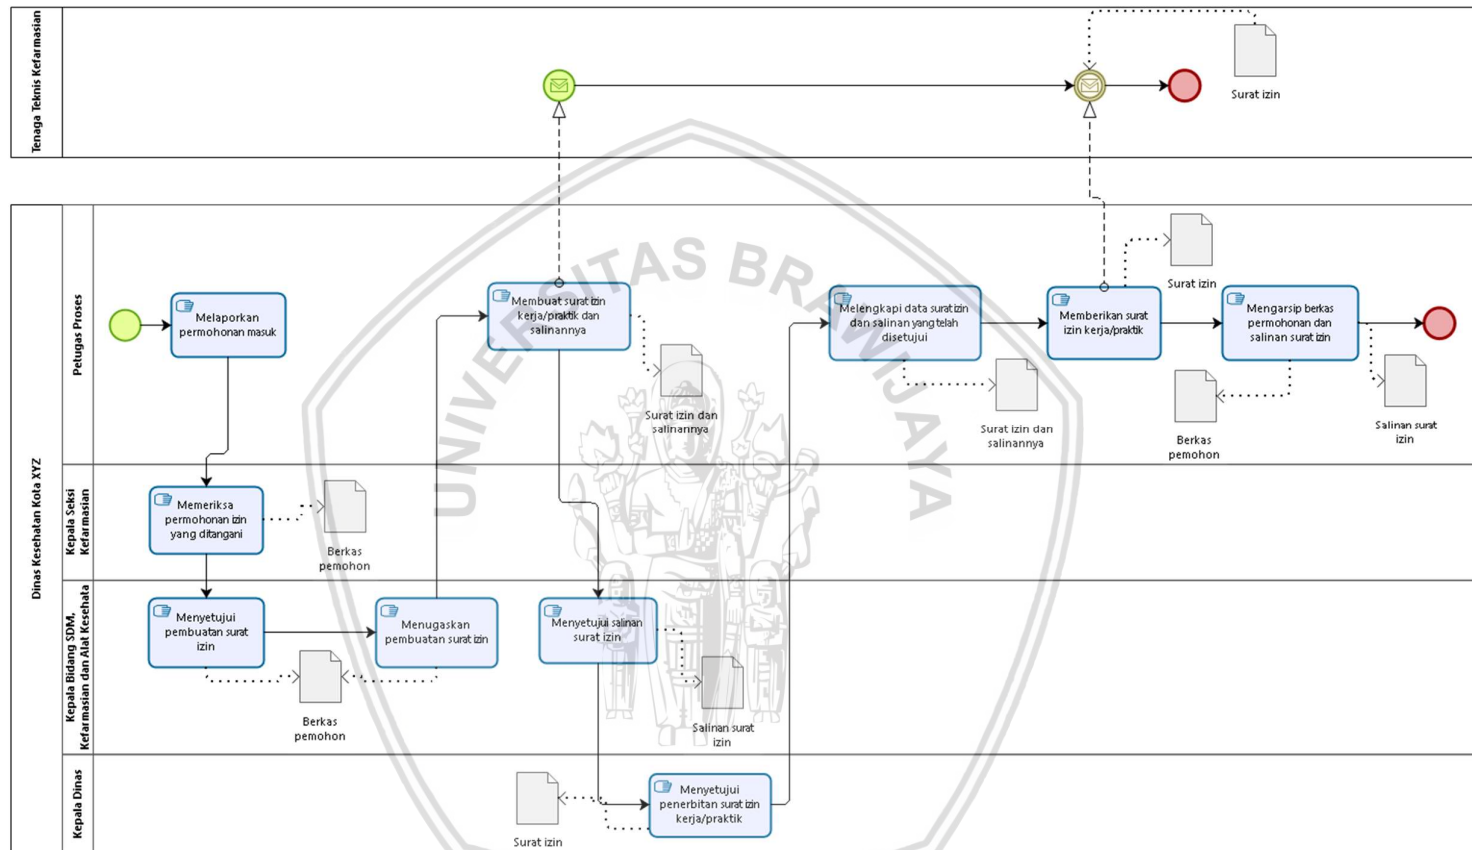 Tenaga Teknis Kefarmasian
Surat izin
Dinas Kesehatan Kota XYZ
Petugas Proses
Melaporkan
permohonan masuk
Membuat surat izin
kerja/praktik dan
salinannya
Surat izin dan
salinannya
Melengkapi data surat izin
dan salinan yang telah
disetujui
Surat izin dan
salinannya
Memberikan surat
izin kerja/praktik
Surat izin
Mengarsip berkas
permohonan dan
salinan surat izin
Berkas
pemohon
Salinan surat
izin
Kepala Seksi
Kefarmasian
Memeriksa
permohonan izin
yang ditangani
Berkas
pemohon
Kepala Bidang SDM,
Kefarmasian dan Alat Kesehata
Menyetujui
pembuatan surat
izin
Menugaskan
pembuatan surat izin
Berkas
pemohon
Menyetujui salinan
surat izin
Salinan surat
izin
Kepala Dinas
Surat izin
Menyetujui
penerbitan surat izin
kerja/praktik
UNIVERSITAS BRAWIJAYA